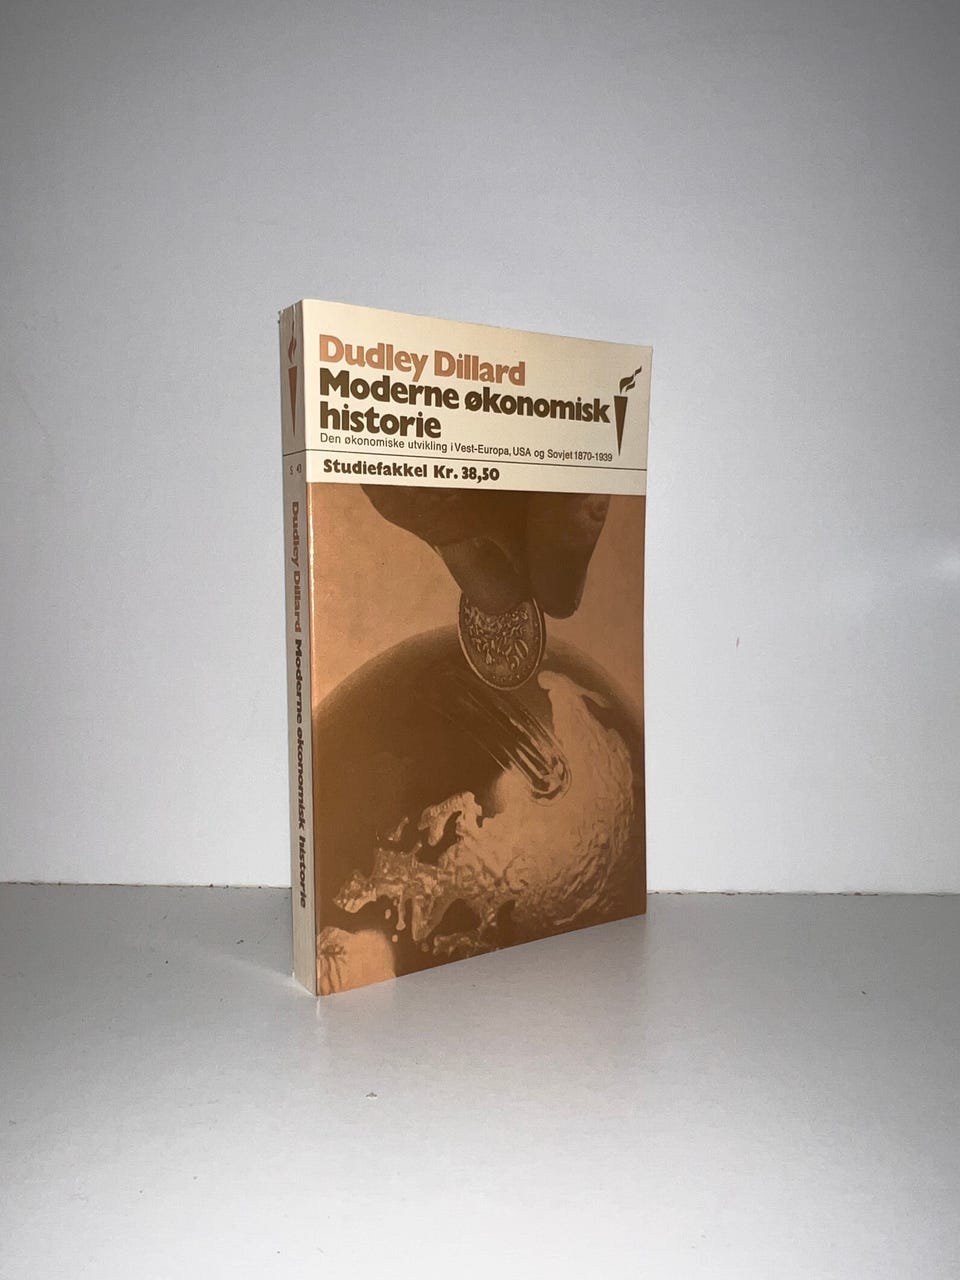 Dudley Dillard
Moderne økonomisk
historie
Den økonomiske utvikling i Vest-Europa, USA og Sovjet 1870-1939
Studiefakkel Kr. 38,50
Dudley Dillard Moderne økonomisk historie